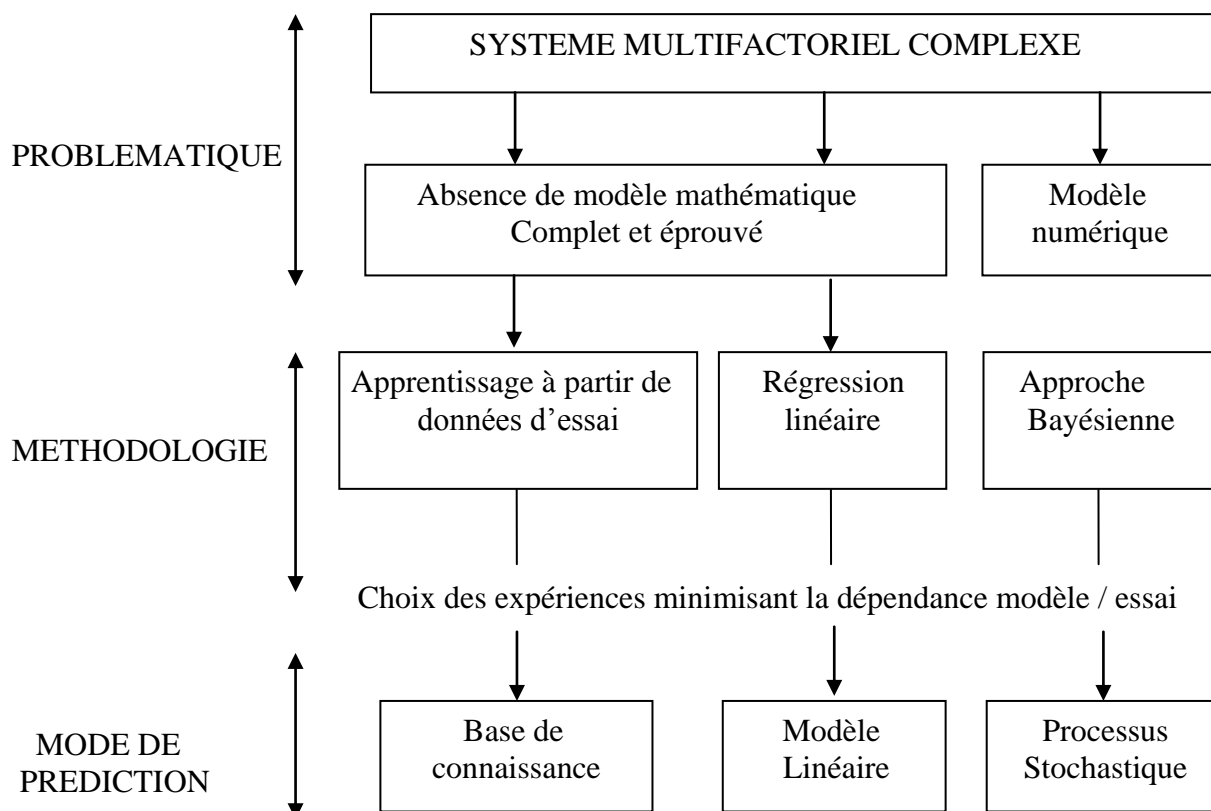 SYSTEME MULTIFACTORIEL COMPLEXE
PROBLEMATIQUE
Absence de modèle mathématique
Complet et éprouvé
Modèle
numérique
METHODOLOGIE
Apprentissage à partir de
données d’essai
Régression
linéaire
Approche
Bayésienne
Choix des expériences minimisant la dépendance modèle / essai
MODE DE
PREDICTION
Base de
connaissance
Modèle
Linéaire
Processus
Stochastique